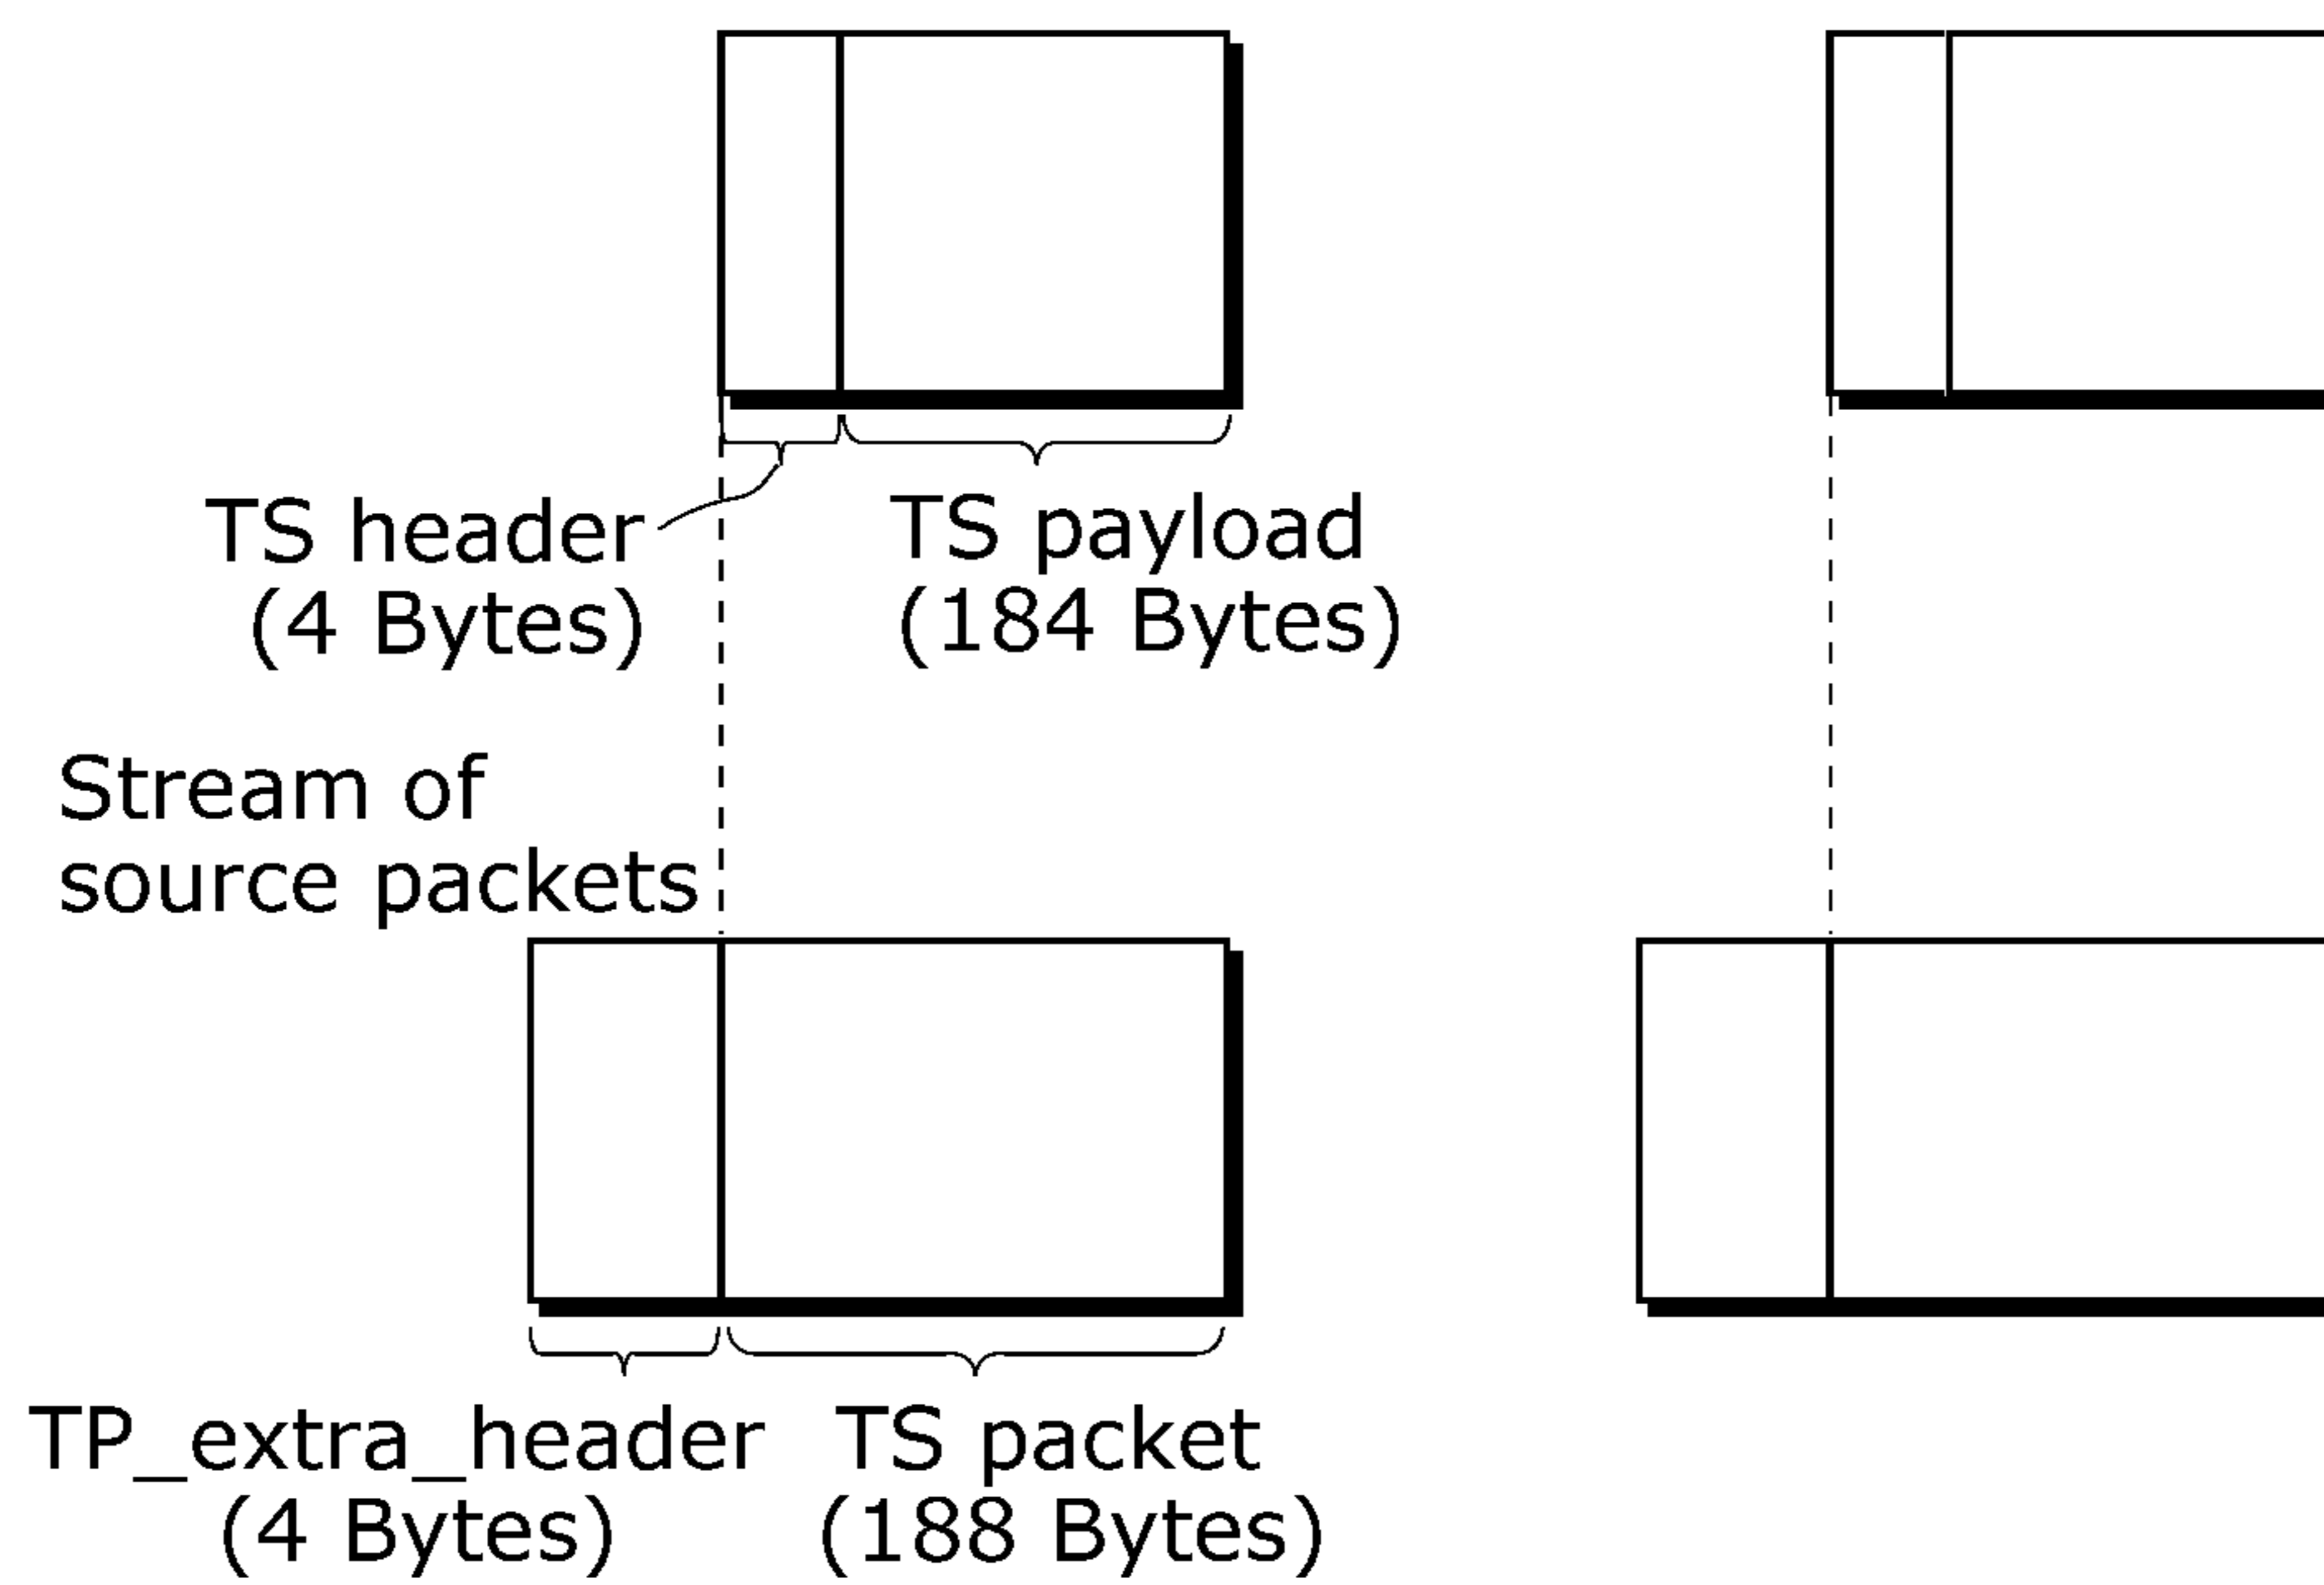 TS header
(4 Bytes)
TS payload
(184 Bytes)
Stream of
source packets
TP_extra_header
(4 Bytes)
TS packet
(188 Bytes)